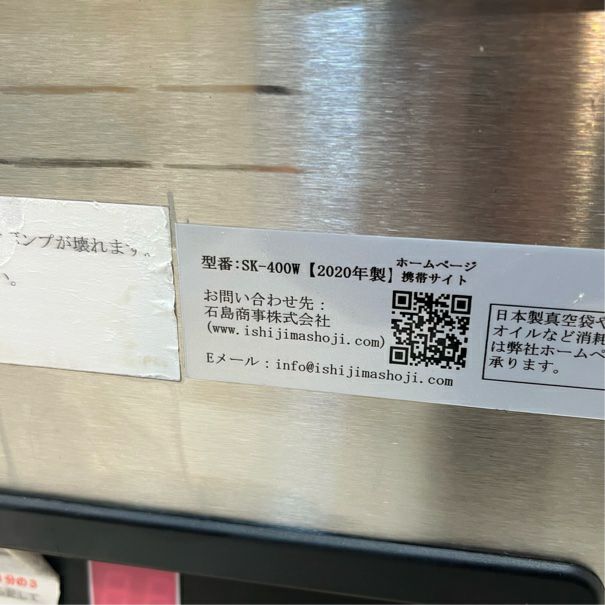 ンプが壊れます。
い。
型番:SK-400W【2020年製】
ホームページ
携帯サイト
お問い合わせ先：
石島商事株式会社
(www.ishijimashoji.com)
Eメール：info@ishijimashoji.com
日本製真空袋や
オイルなど消耗
は弊社ホームペ
承ります。